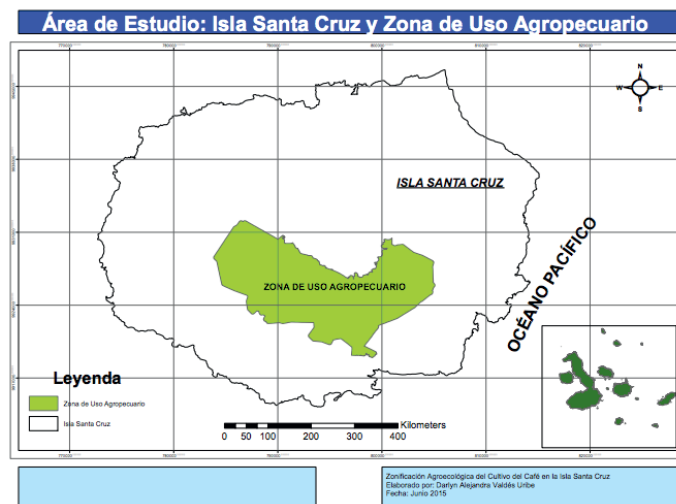 Área de Estudio: Isla Santa Cruz y Zona de Uso Agropecuario
N
W E
S
ISLA SANTA CRUZ
ZONA DE USO AGROPECUARIO
OCÉANO PACÍFICO
Leyenda
Zona de Uso Agropecuario
Isla Santa Cruz
Kilometers
0 25 50 100 200 300 400
Zonificación Agroecológica del Cultivo del Café en la Isla Santa Cruz
Elaborado por: Darlyn Alejandra Valdés Uribe
Fecha: Junio 2015